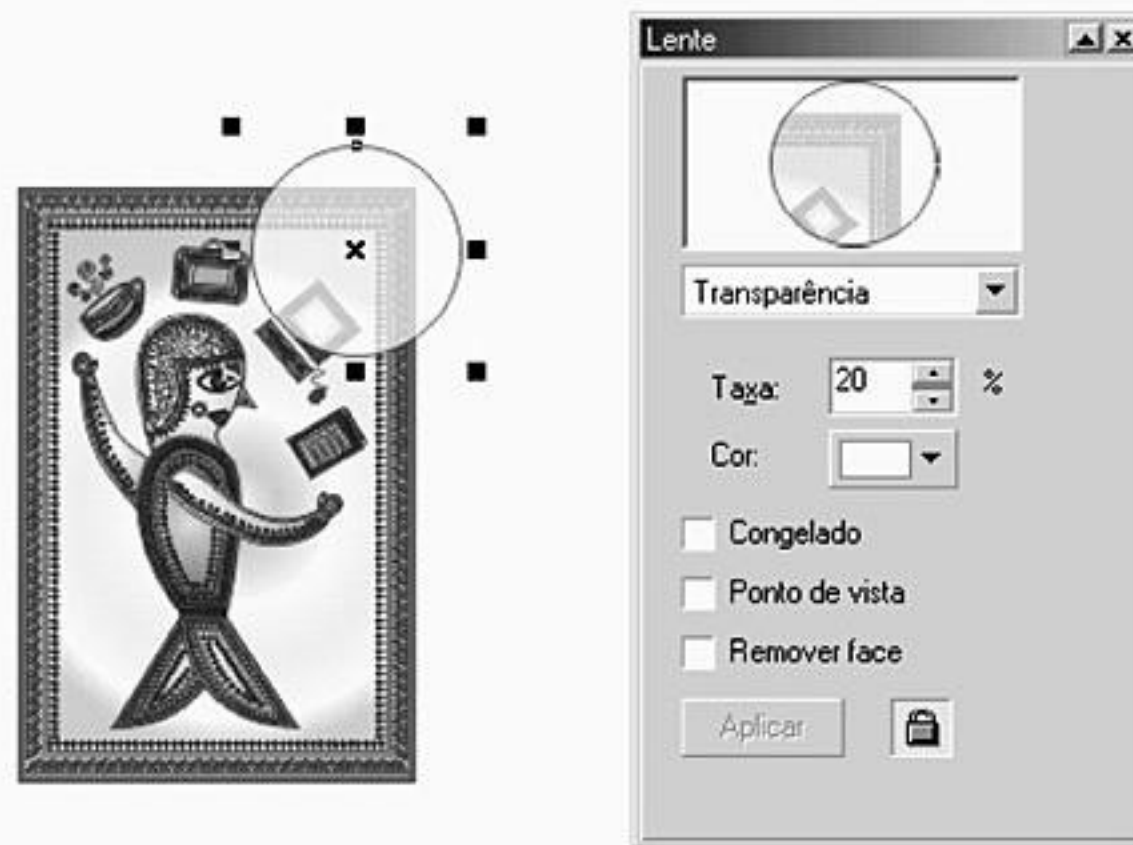 Lente
Transparência
Taxa: 20 %
Cor:
Congelado
Ponto de vista
Remover face
Aplicar